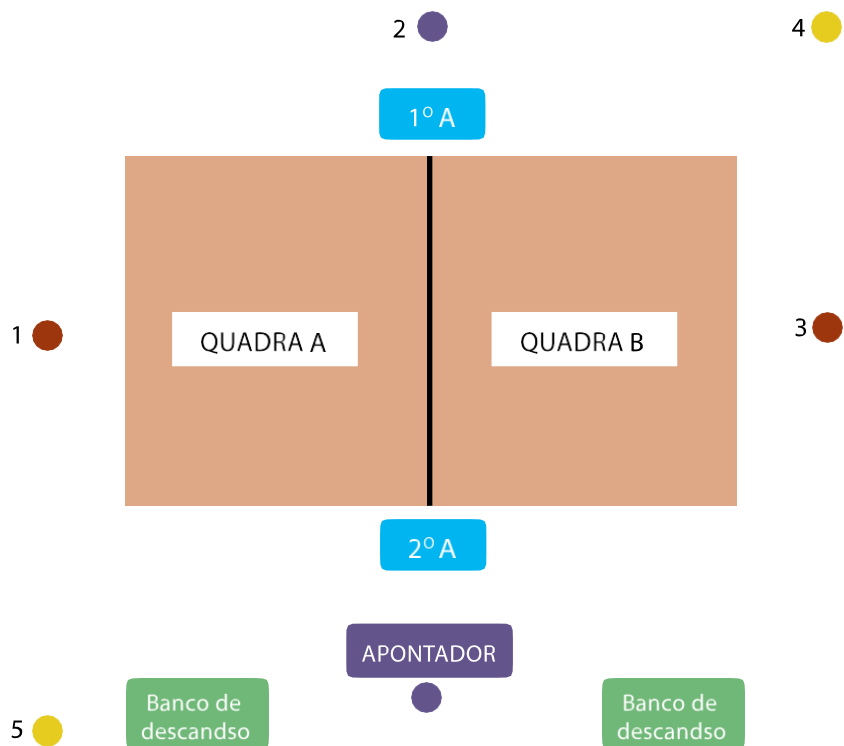 2
4
1º A
1
QUADRA A
QUADRA B
3
2º A
APONTADOR
5
Banco de
descandso
Banco de
descandso